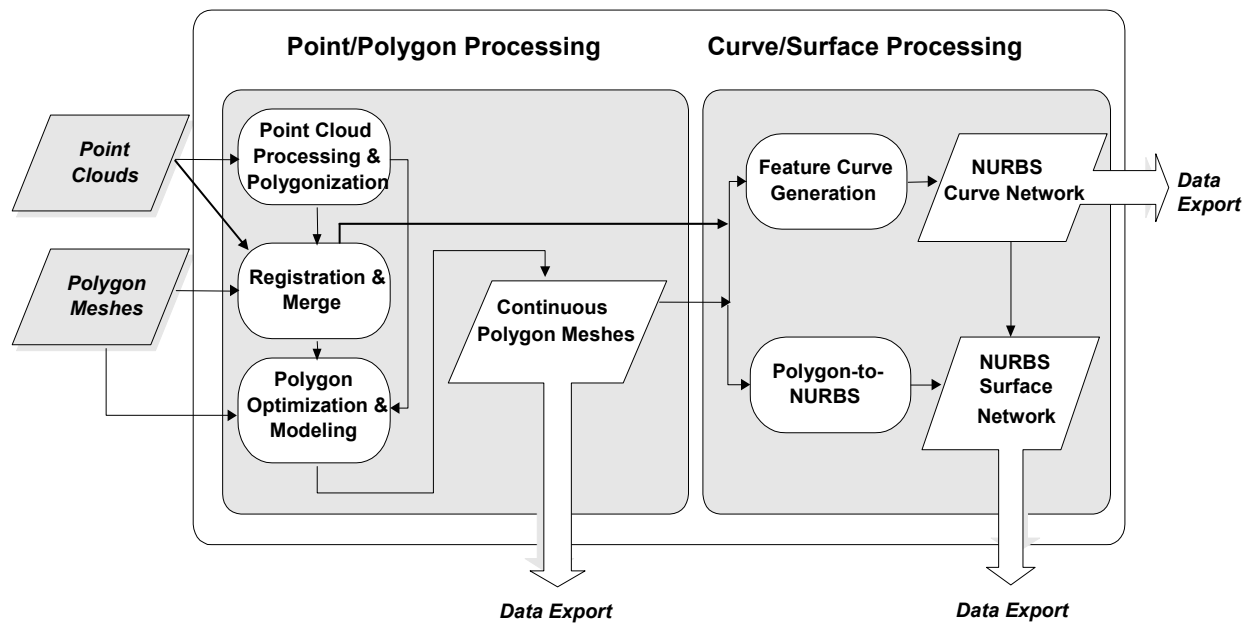 Point/Polygon Processing
Curve/Surface Processing
Point
Clouds
Polygon
Meshes
Point Cloud
Processing &
Polygonization
Registration &
Merge
Polygon
Optimization &
Modeling
Continuous
Polygon Meshes
Feature Curve
Generation
NURBS
Curve Network
Polygon-to-
NURBS
NURBS
Surface
Network
Data
Export
Data Export
Data Export